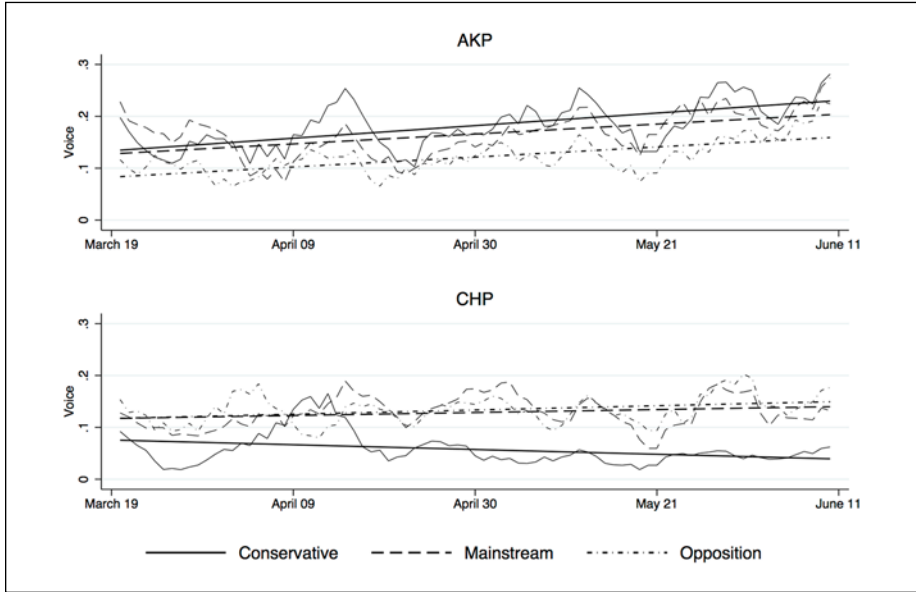 AKP
.3
.2
.1
0
Voice
March 19 April 09 April 30 May 21 June 11
CHP
.3
.2
.1
0
Voice
March 19 April 09 April 30 May 21 June 11
Conservative Mainstream Opposition